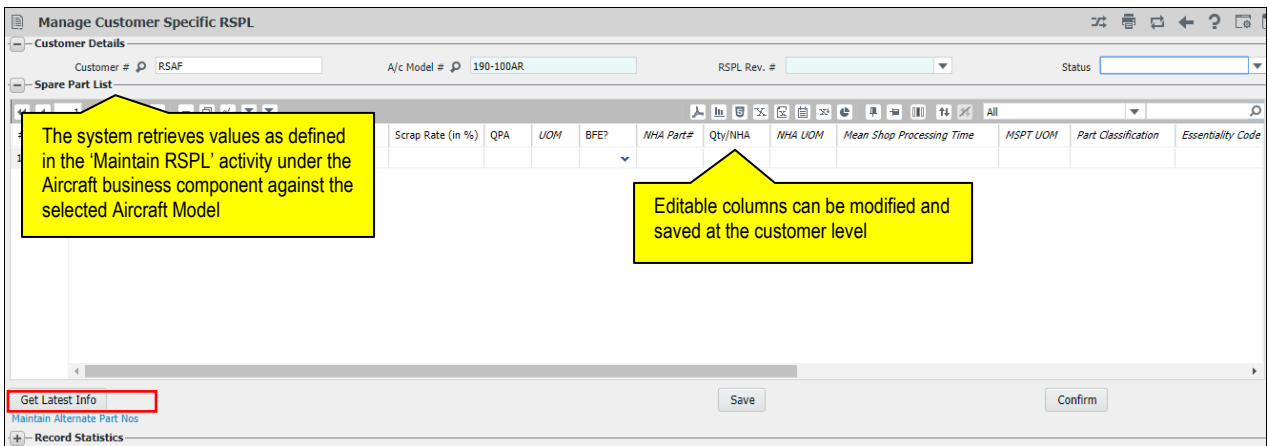 Manage Customer Specific RSPL
Customer Details
Customer # RSAF A/c Model # 190-100AR RSPL Rev. # Status
Spare Part List
All
# Scrap Rate (in %) QPA UOM BFE? NHA Part# Qty/NHA NHA UOM Mean Shop Processing Time MSPT UOM Part Classification Essentiality Code
1
The system retrieves values as defined
in the ‘Maintain RSPL’ activity under the
Aircraft business component against the
selected Aircraft Model
Editable columns can be modified and
saved at the customer level
Get Latest Info Save Confirm
Maintain Alternate Part Nos
Record Statistics